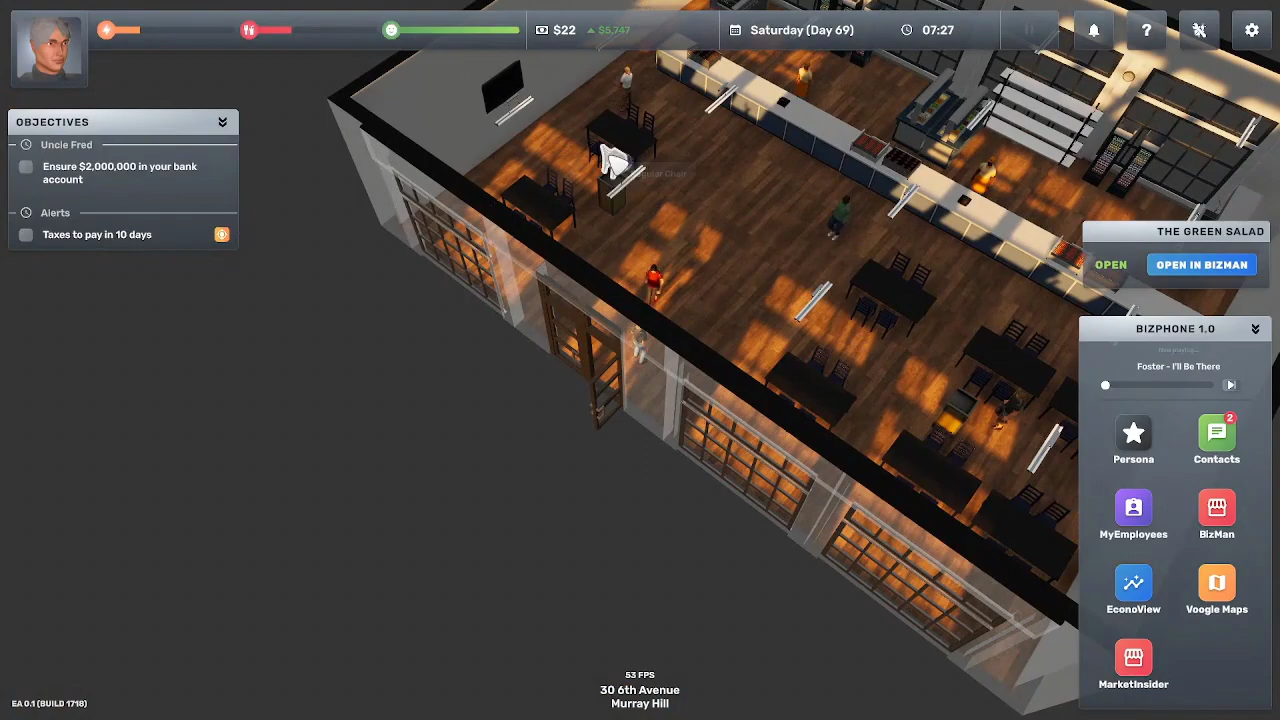 $22
$5,747
Saturday (Day 69)
07:27
?
OBJECTIVES
Uncle Fred
Ensure $2,000,000 in your bank
account
Alerts
Taxes to pay in 10 days
THE GREEN SALAD
OPEN
OPEN IN BIZMAN
BIZPHONE 1.0
Foster - I'll Be There
Persona
2
Contacts
MyEmployees
BizMan
EconoView
Voogle Maps
MarketInsider
53 FPS
30 6th Avenue
Murray Hill
EA 0.1 (BUILD 1718)